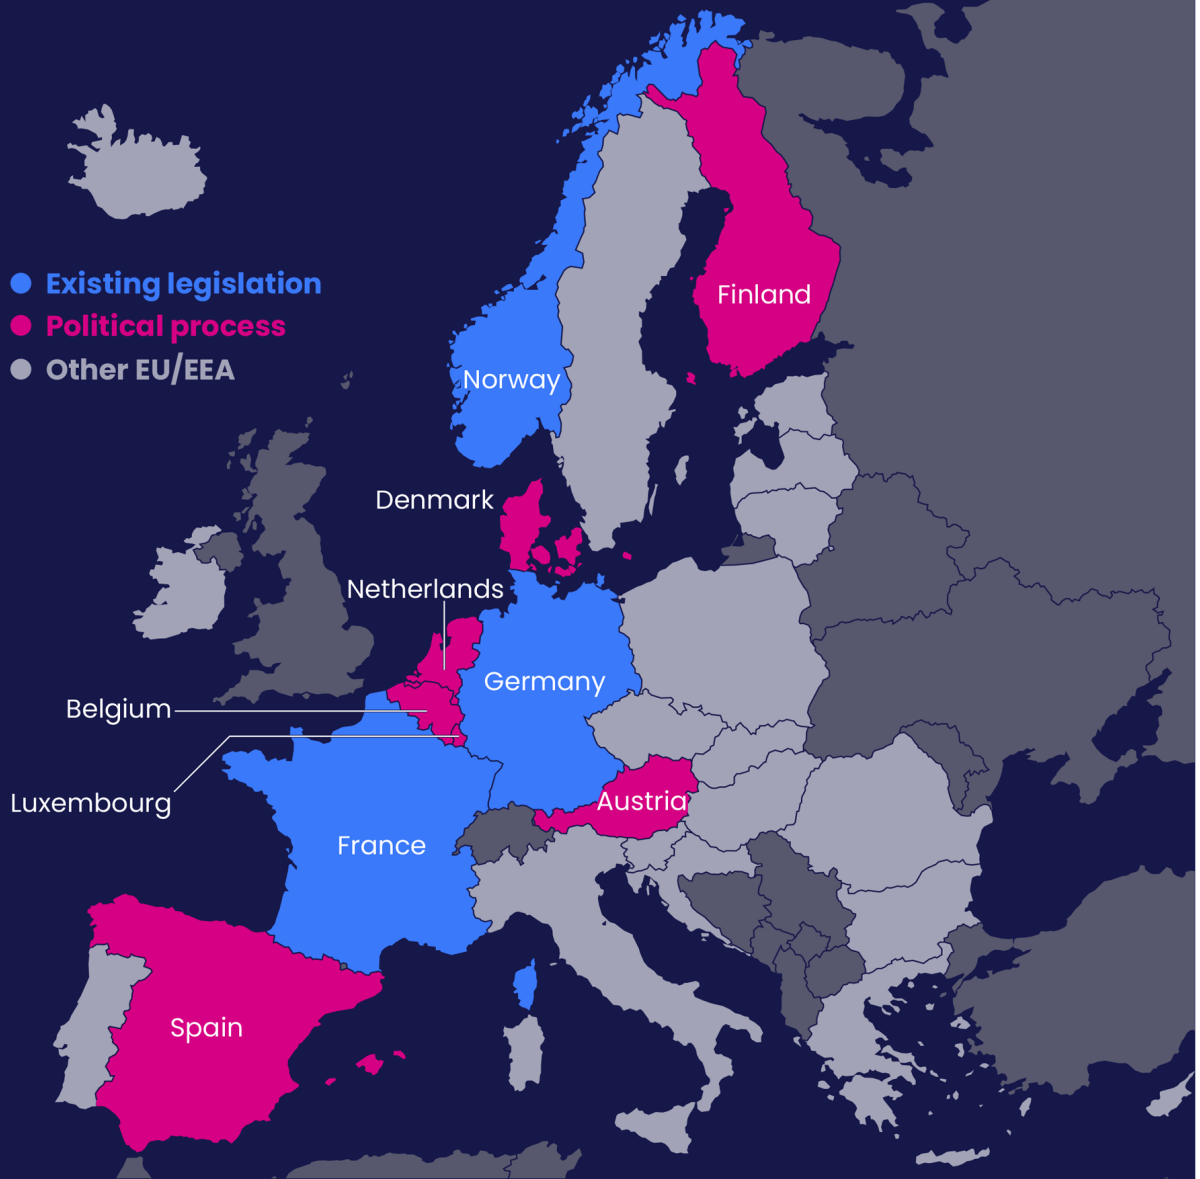 Existing legislation
Political process
Other EU/EEA
Finland
Norway
Denmark
Netherlands
Germany
Belgium
Luxembourg
Austria
France
Spain